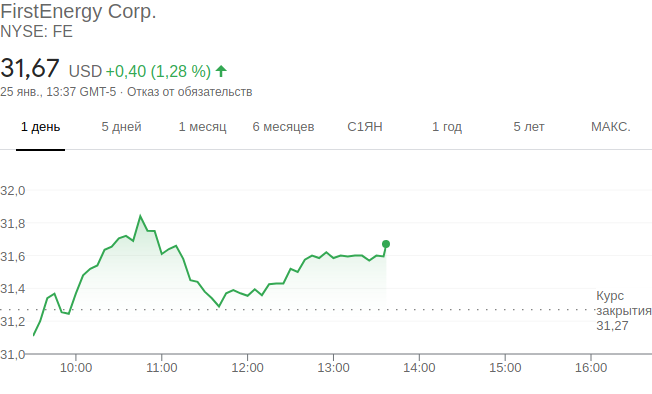 FirstEnergy Corp.
NYSE: FE
31,67 USD +0,40 (1,28 %)
25 янв., 13:37 GMT-5 · Отказ от обязательств
1 день 5 дней 1 месяц 6 месяцев С1ЯН 1 год 5 лет МАКС.
32,0
31,8
31,6
31,4
Курс
закрытия
31,27
31,2
31,0
10:00 11:00 12:00 13:00 14:00 15:00 16:00